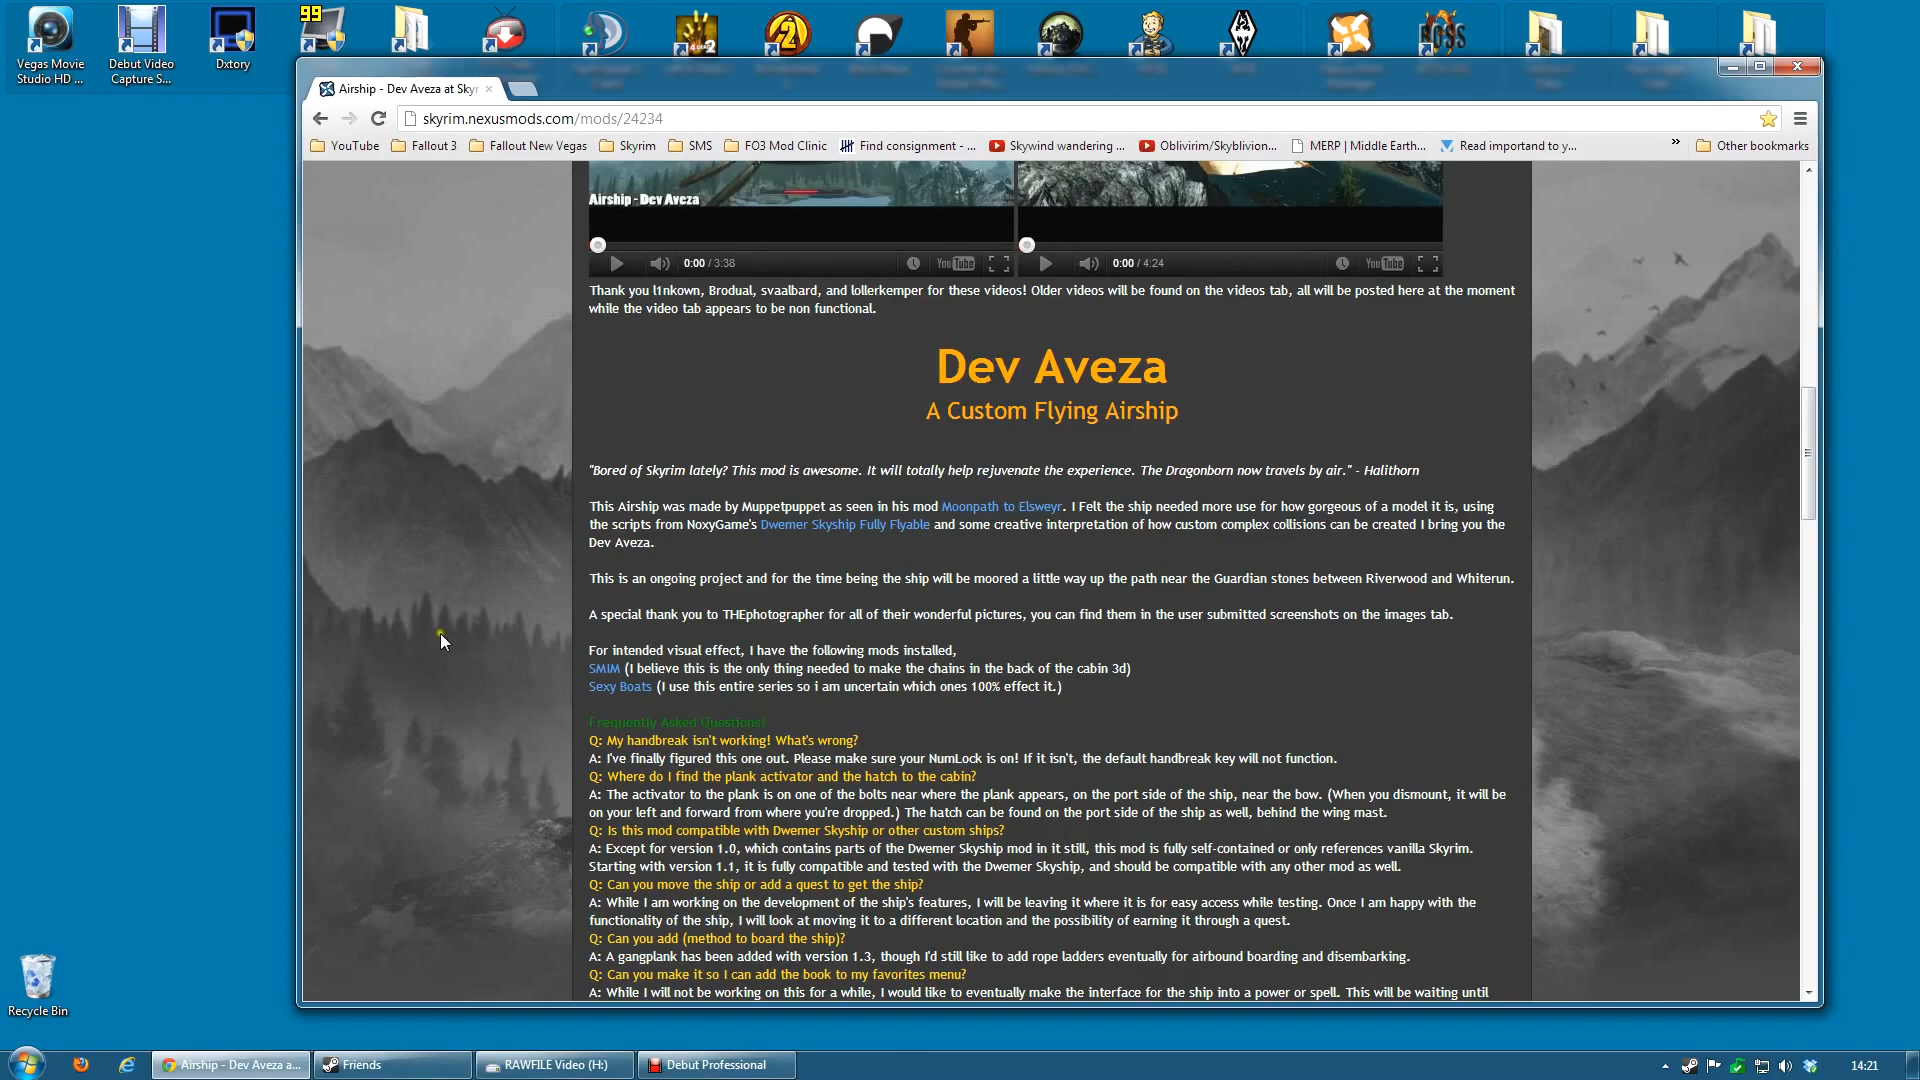 99
Vegas Movie
Studio HD ...
Debut Video
Capture S...
Dxtory
Airship - Dev Aveza at Skyr
skyrim.nexusmods.com/mods/24234
YouTube
Fallout 3
Fallout New Vegas
Skyrim
SMS
FO3 Mod Clinic
Find consignment - ...
Skywind wandering ...
Oblivirim/Skyblivion...
MERP | Middle Earth...
Read importand to y...
»
Other bookmarks
Airship - Dev Aveza
0:00 / 3:38
YouTube
0:00 / 4:24
YouTube
Thank you l1nkown, Brodual, svaalbard, and lollerkemper for these videos! Older videos will be found on the videos tab, all will be posted here at the moment
while the video tab appears to be non functional.
Dev Aveza
A Custom Flying Airship
"Bored of Skyrim lately? This mod is awesome. It will totally help rejuvenate the experience. The Dragonborn now travels by air." - Halithorn
This Airship was made by Muppetpuppet as seen in his mod Moonpath to Elsweyr. I Felt the ship needed more use for how gorgeous of a model it is, using
the scripts from NoxyGame's Dwemer Skyship Fully Flyable and some creative interpretation of how custom complex collisions can be created I bring you the
Dev Aveza.
This is an ongoing project and for the time being the ship will be moored a little way up the path near the Guardian stones between Riverwood and Whiterun.
A special thank you to THEphotographer for all of their wonderful pictures, you can find them in the user submitted screenshots on the images tab.
For intended visual effect, I have the following mods installed,
SMIM (I believe this is the only thing needed to make the chains in the back of the cabin 3d)
Sexy Boats (I use this entire series so i am uncertain which ones 100% effect it.)
Frequently Asked Questions!
Q: My handbreak isn't working! What's wrong?
A: I've finally figured this one out. Please make sure your NumLock is on! If it isn't, the default handbreak key will not function.
Q: Where do I find the plank activator and the hatch to the cabin?
A: The activator to the plank is on one of the bolts near where the plank appears, on the port side of the ship, near the bow. (When you dismount, it will be
on your left and forward from where you're dropped.) The hatch can be found on the port side of the ship as well, behind the wing mast.
Q: Is this mod compatible with Dwemer Skyship or other custom ships?
A: Except for version 1.0, which contains parts of the Dwemer Skyship mod in it still, this mod is fully self-contained or only references vanilla Skyrim.
Starting with version 1.1, it is fully compatible and tested with the Dwemer Skyship, and should be compatible with any other mod as well.
Q: Can you move the ship or add a quest to get the ship?
A: While I am working on the development of the ship's features, I will be leaving it where it is for easy access while testing. Once I am happy with the
functionality of the ship, I will look at moving it to a different location and the possibility of earning it through a quest.
Q: Can you add (method to board the ship)?
A: A gangplank has been added with version 1.3, though I'd still like to add rope ladders eventually for airbound boarding and disembarking.
Q: Can you make it so I can add the book to my favorites menu?
A: While I will not be working on this for a while, I would like to eventually make the interface for the ship into a power or spell. This will be waiting until
Recycle Bin
Airship - Dev Aveza a...
Friends
RAWFILE Video (H:)
Debut Professional
14:21